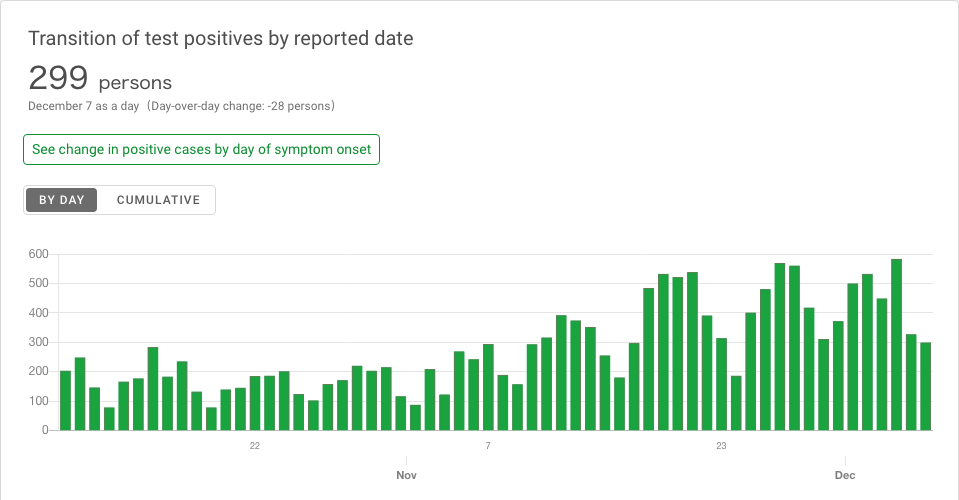 Transition of test positives by reported date
299 persons
December 7 as a day（Day-over-day change: -28 persons）
See change in positive cases by day of symptom onset
BY DAY CUMULATIVE
600
500
400
300
200
100
0
22 7 23
Nov Dec